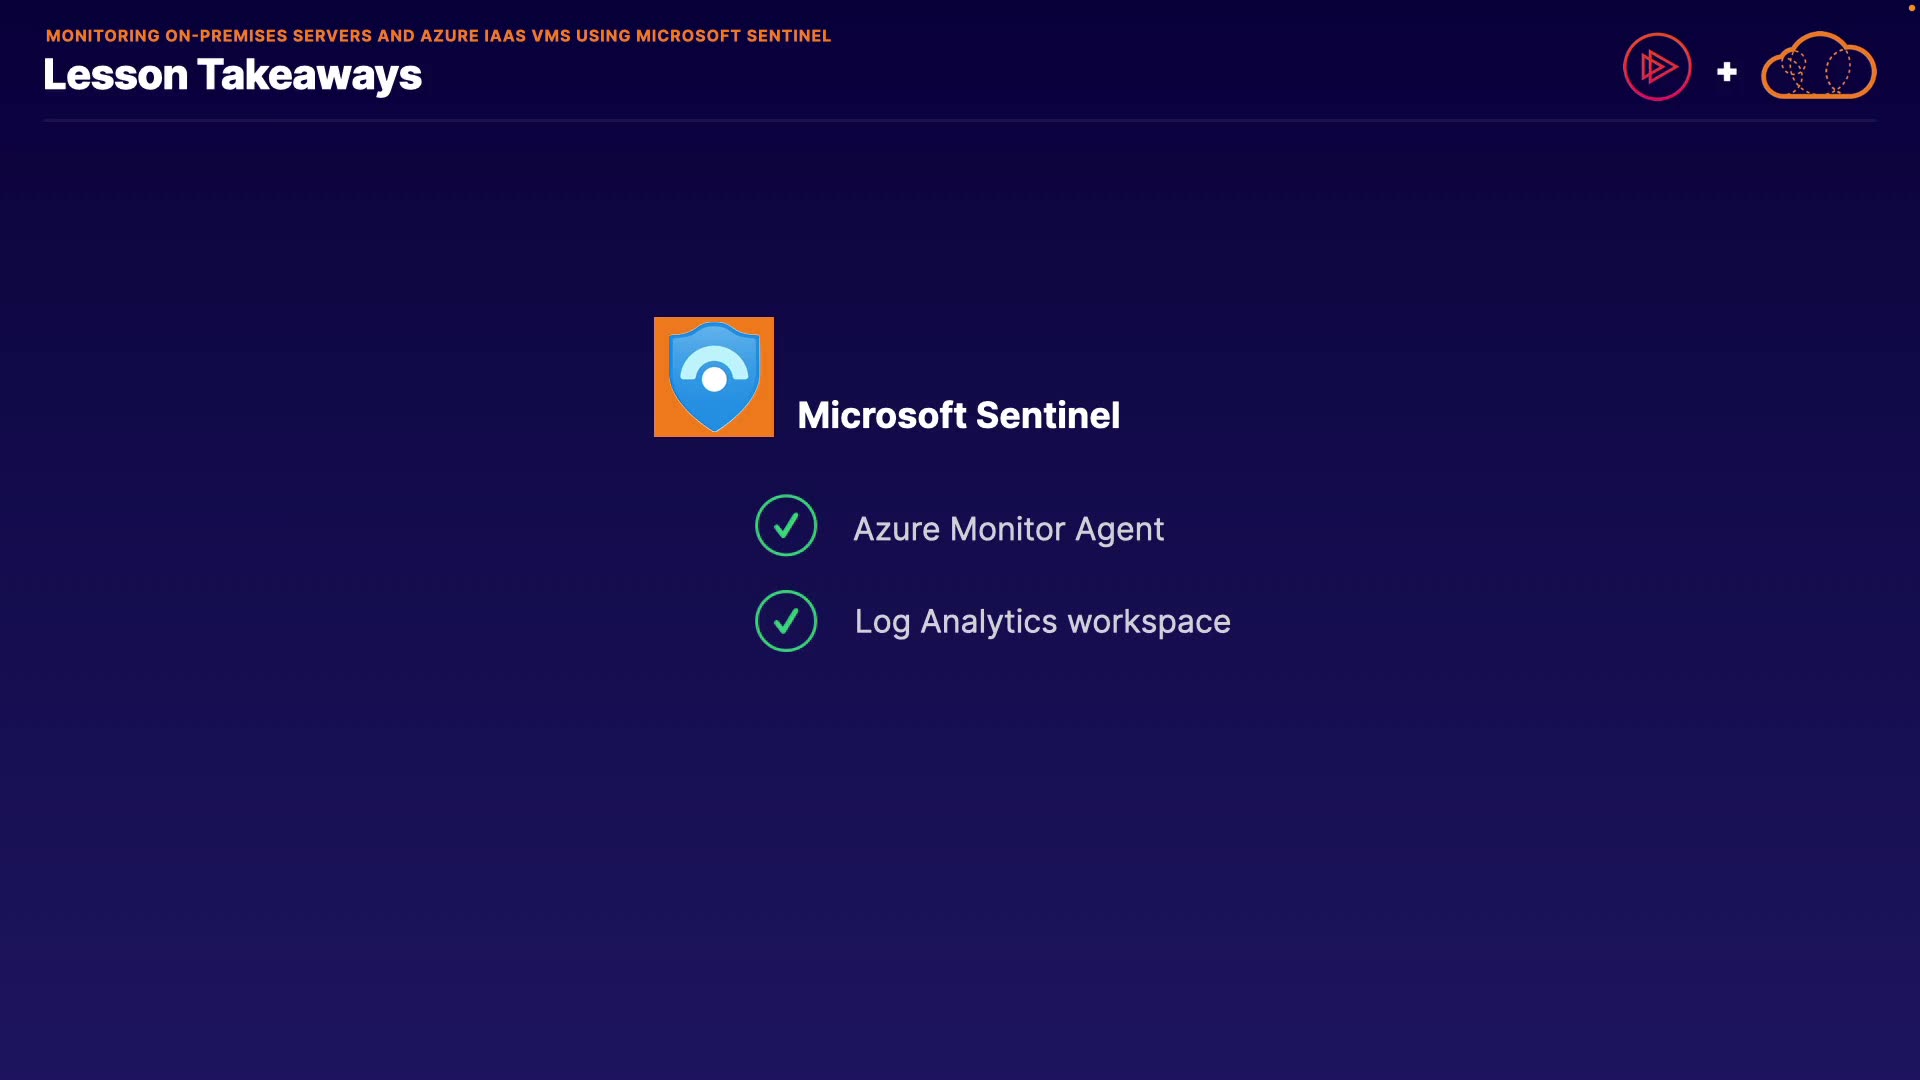 MONITORING ON-PREMISES SERVERS AND AZURE IAAS VMS USING MICROSOFT SENTINEL
Lesson Takeaways
Microsoft Sentinel
Azure Monitor Agent
Log Analytics workspace